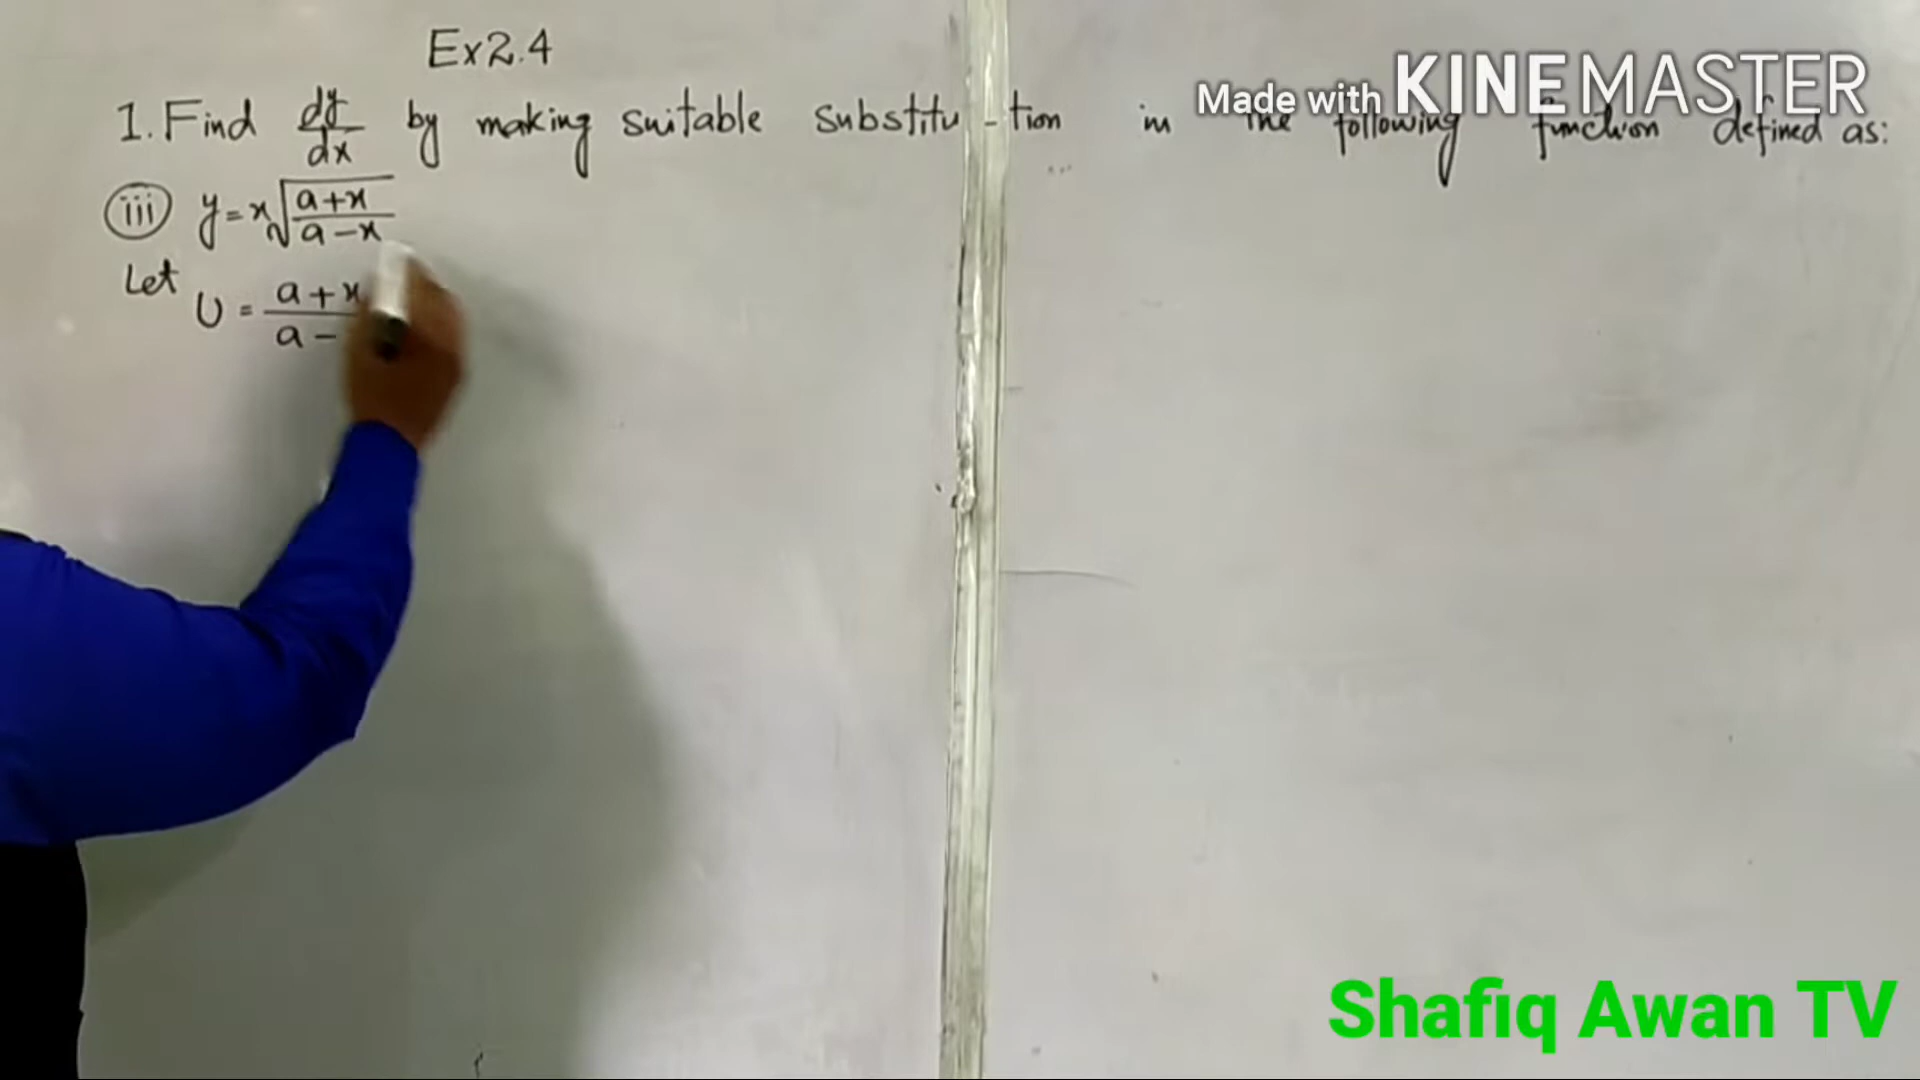 Ex2.4
Made with KINEMASTER
1. Find dy/dx by making suitable substitu-tion in the following function defined as:
(iii) y = x√(a+x/a-x)
Let
U = a+x/a-
Shafiq Awan TV